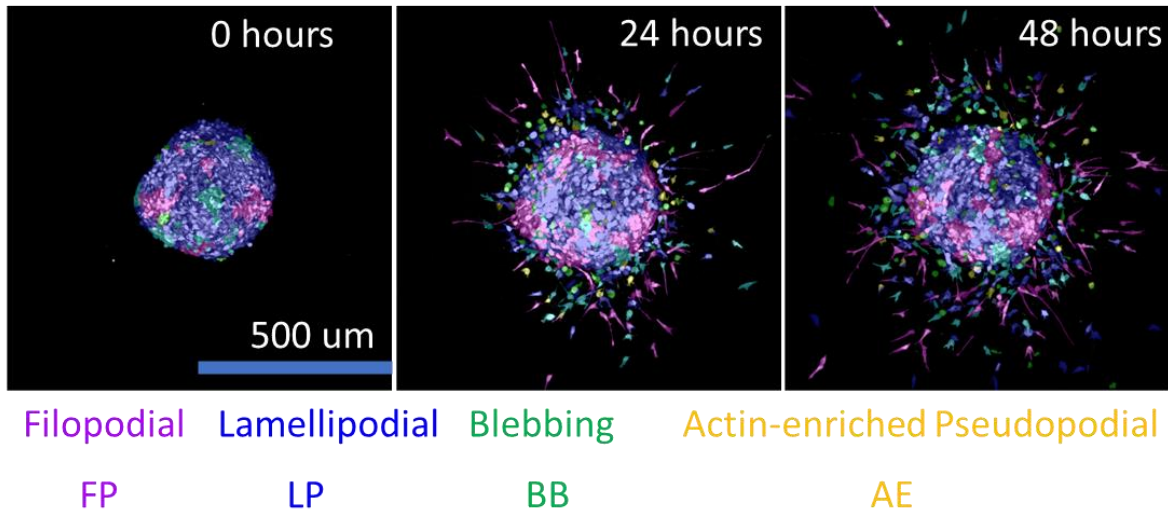 0 hours
24 hours
48 hours
500 um
Filopodial Lamellipodial Blebbing Actin-enriched Pseudopodial
FP LP BB AE